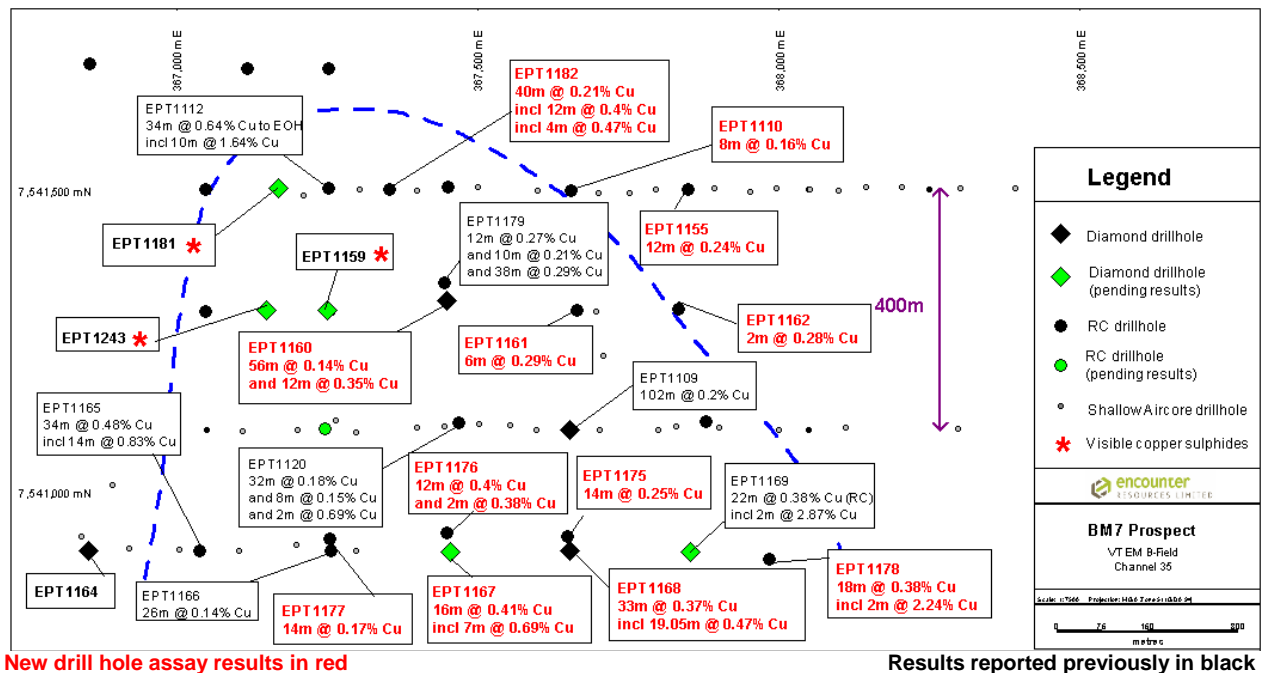 367,000 mE
367,500 mE
368,000 mE
368,500 mE
EPT1112
34m @ 0.64% Cu to EOH
incl 10m @ 1.64% Cu
EPT1182
40m @ 0.21% Cu
incl 12m @ 0.4% Cu
incl 4m @ 0.47% Cu
EPT1110
8m @ 0.16% Cu
7,541,500 mN
EPT1181 *
EPT1159 *
EPT1179
12m @ 0.27% Cu
and 10m @ 0.21% Cu
and 38m @ 0.29% Cu
EPT1155
12m @ 0.24% Cu
400m
EPT1243 *
EPT1160
56m @ 0.14% Cu
and 12m @ 0.35% Cu
EPT1161
6m @ 0.29% Cu
EPT1162
2m @ 0.28% Cu
EPT1109
102m @ 0.2% Cu
EPT1165
34m @ 0.48% Cu
incl 14m @ 0.83% Cu
7,541,000 mN
EPT1120
32m @ 0.18% Cu
and 8m @ 0.15% Cu
and 2m @ 0.69% Cu
EPT1176
12m @ 0.4% Cu
and 2m @ 0.38% Cu
EPT1175
14m @ 0.25% Cu
EPT1169
22m @ 0.38% Cu (RC)
incl 2m @ 2.87% Cu
EPT1164
EPT1166
26m @ 0.14% Cu
EPT1177
14m @ 0.17% Cu
EPT1167
16m @ 0.41% Cu
incl 7m @ 0.69% Cu
EPT1168
33m @ 0.37% Cu
incl 19.05m @ 0.47% Cu
EPT1178
18m @ 0.38% Cu
incl 2m @ 2.24% Cu
Legend
Diamond drillhole
Diamond drillhole
(pending results)
RC drillhole
RC drillhole
(pending results)
Shallow Aircore drillhole
* Visible copper sulphides
encounter
RESOURCES LIMITED
BM7 Prospect
VTEM B-Field
Channel 35
metres
New drill hole assay results in red
Results reported previously in black